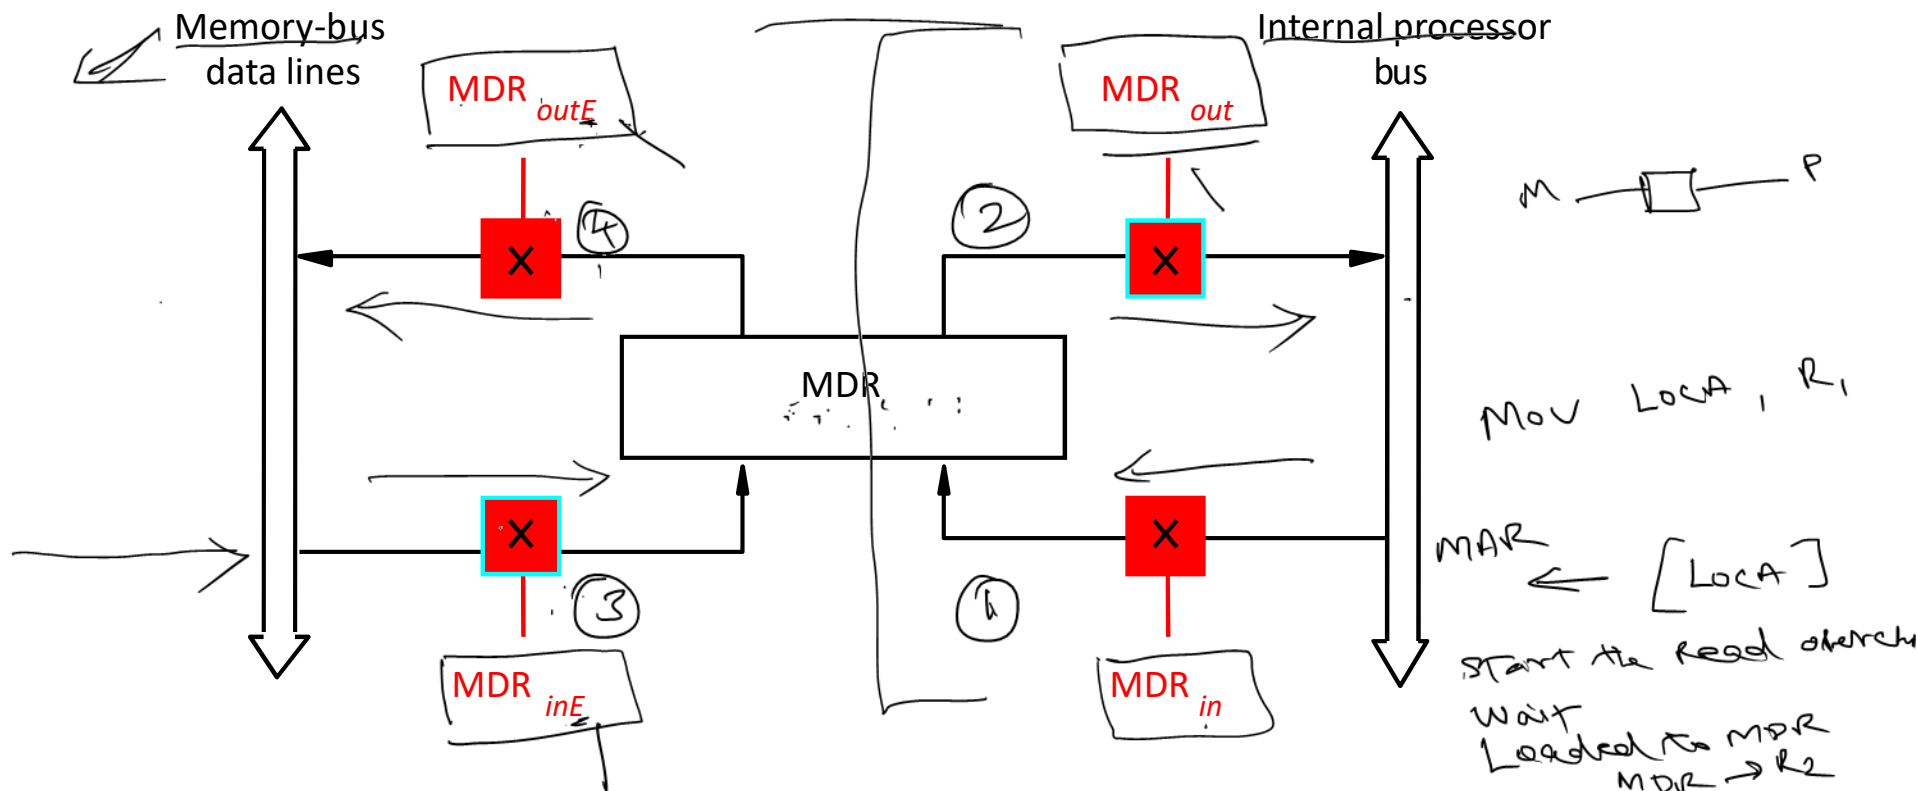 Memory-bus
data lines
Internal processor
bus
MDR outE
MDR out
4
2
M
P
X
X
MDR
MOV LOCA, R1
X
X
3
1
MAR ← [LOCA]
Start the Read
wait
Loaded to MDR
MDR → R2
MDR inE
MDR in